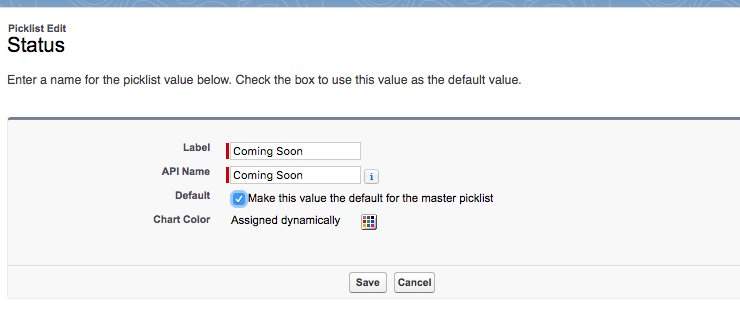 Picklist Edit
Status
Enter a name for the picklist value below. Check the box to use this value as the default value.
Label Coming Soon
API Name Coming Soon i
Default Make this value the default for the master picklist
Chart Color Assigned dynamically
Save Cancel